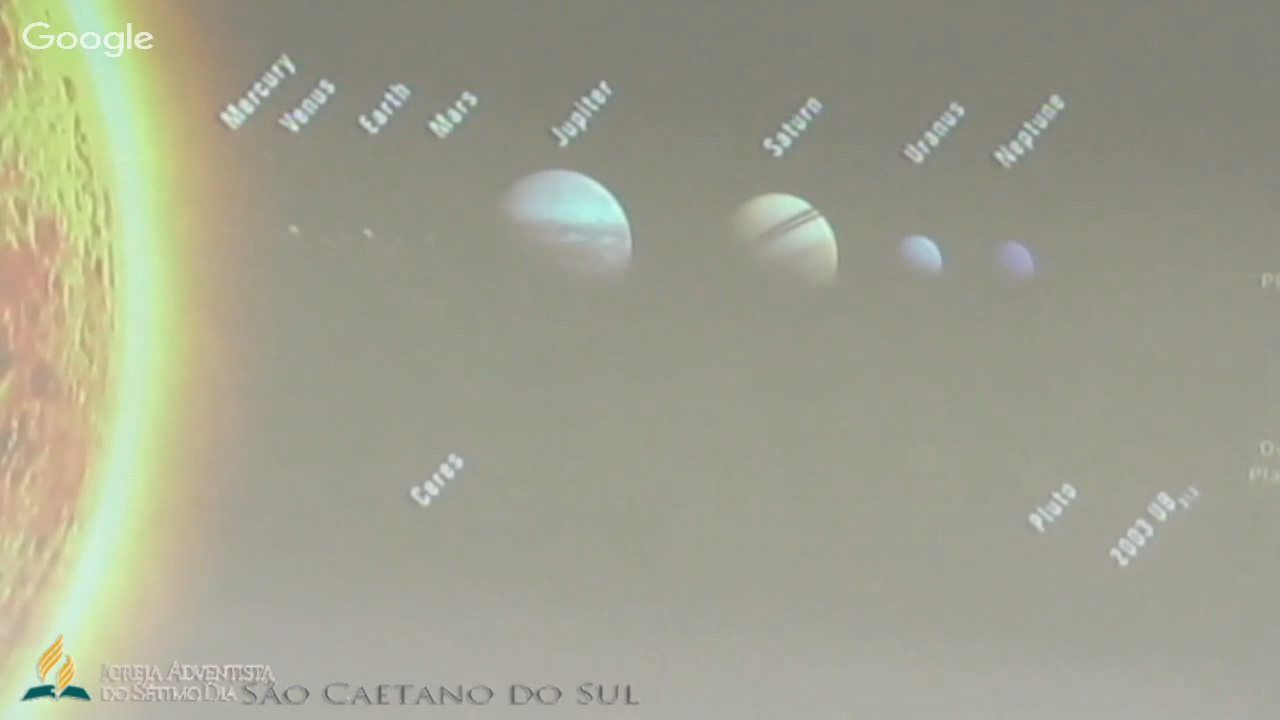 Google
Mercury
Venus
Earth
Mars
Jupiter
Saturn
Uranus
Neptune
Ceres
Pluto
2003 UB313
IGREJA ADVENTISTA
DO SÉTIMO DIA
SÃO CAETANO DO SUL